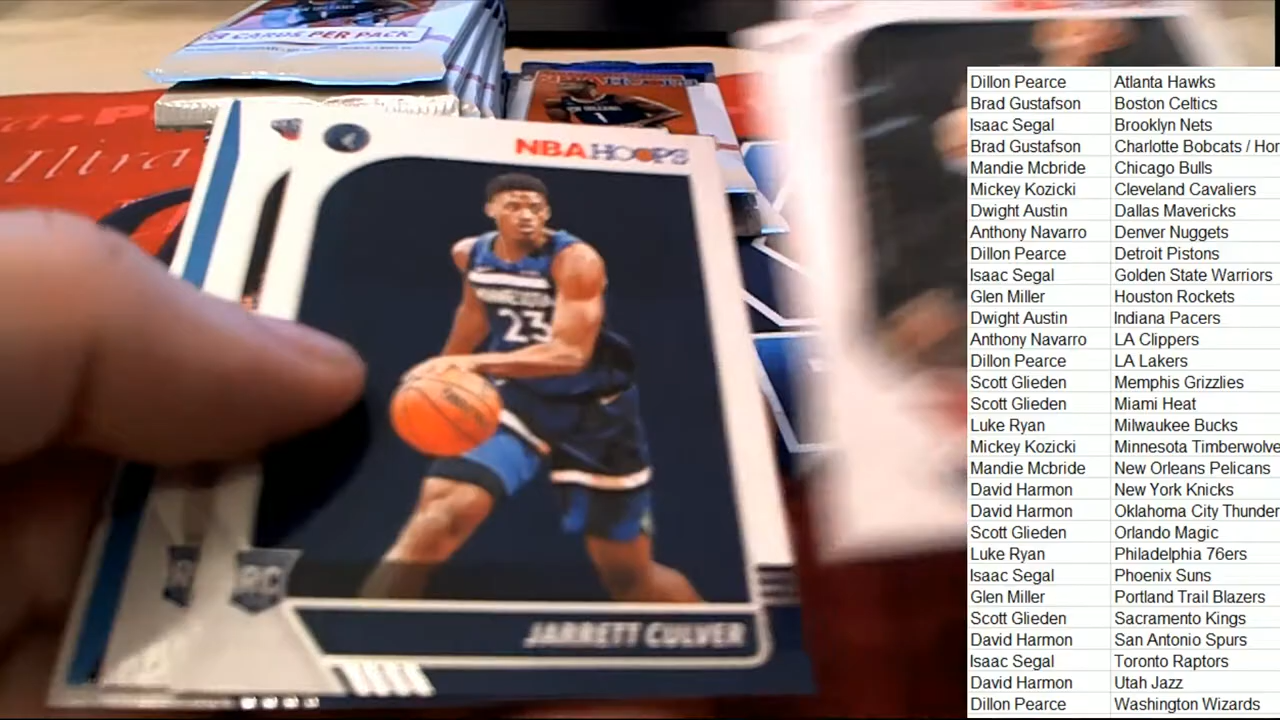 CARDS PER PACK
NBA HOOPS
MINNESOTA
23
RC
JARRETT CULVER
Dillon Pearce Atlanta Hawks
Brad Gustafson Boston Celtics
Isaac Segal Brooklyn Nets
Brad Gustafson Charlotte Bobcats / Hor
Mandie Mcbride Chicago Bulls
Mickey Kozicki Cleveland Cavaliers
Dwight Austin Dallas Mavericks
Anthony Navarro Denver Nuggets
Dillon Pearce Detroit Pistons
Isaac Segal Golden State Warriors
Glen Miller Houston Rockets
Dwight Austin Indiana Pacers
Anthony Navarro LA Clippers
Dillon Pearce LA Lakers
Scott Glieden Memphis Grizzlies
Scott Glieden Miami Heat
Luke Ryan Milwaukee Bucks
Mickey Kozicki Minnesota Timberwolve
Mandie Mcbride New Orleans Pelicans
David Harmon New York Knicks
David Harmon Oklahoma City Thunder
Scott Glieden Orlando Magic
Luke Ryan Philadelphia 76ers
Isaac Segal Phoenix Suns
Glen Miller Portland Trail Blazers
Scott Glieden Sacramento Kings
David Harmon San Antonio Spurs
Isaac Segal Toronto Raptors
David Harmon Utah Jazz
Dillon Pearce Washington Wizards